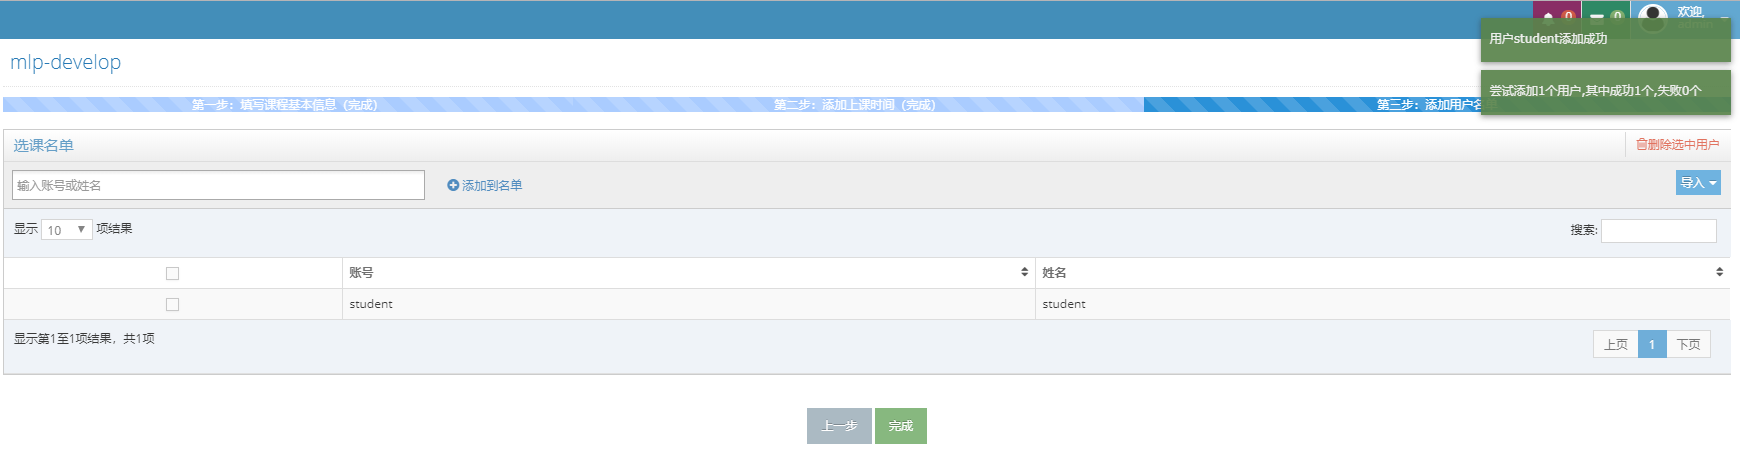 0
0
欢迎,
用户student添加成功
mlp-develop
尝试添加1个用户,其中成功1个,失败0个
第一步：填写课程基本信息（完成）
第二步：添加上课时间（完成）
第三步：添加用户名
选课名单
删除选中用户
输入账号或姓名
添加到名单
导入
显示 10 项结果
搜索:
账号
姓名
student
student
显示第1至1项结果，共1项
上页 1 下页
上一步
完成